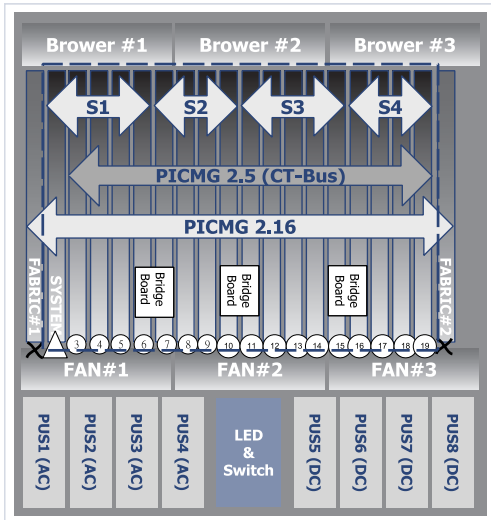 Brower #1
Brower #2
Brower #3
S1
S2
S3
S4
PICMG 2.5 (CT-Bus)
PICMG 2.16
FABRIC#1
SYSTEM
Bridge
Board
Bridge
Board
Bridge
Board
FABRIC#2
3
4
5
6
7
8
9
10
11
12
13
14
15
16
17
18
19
FAN#1
FAN#2
FAN#3
PUS1 (AC)
PUS2 (AC)
PUS3 (AC)
PUS4 (AC)
LED
&
Switch
PUS5 (DC)
PUS6 (DC)
PUS7 (DC)
PUS8 (DC)